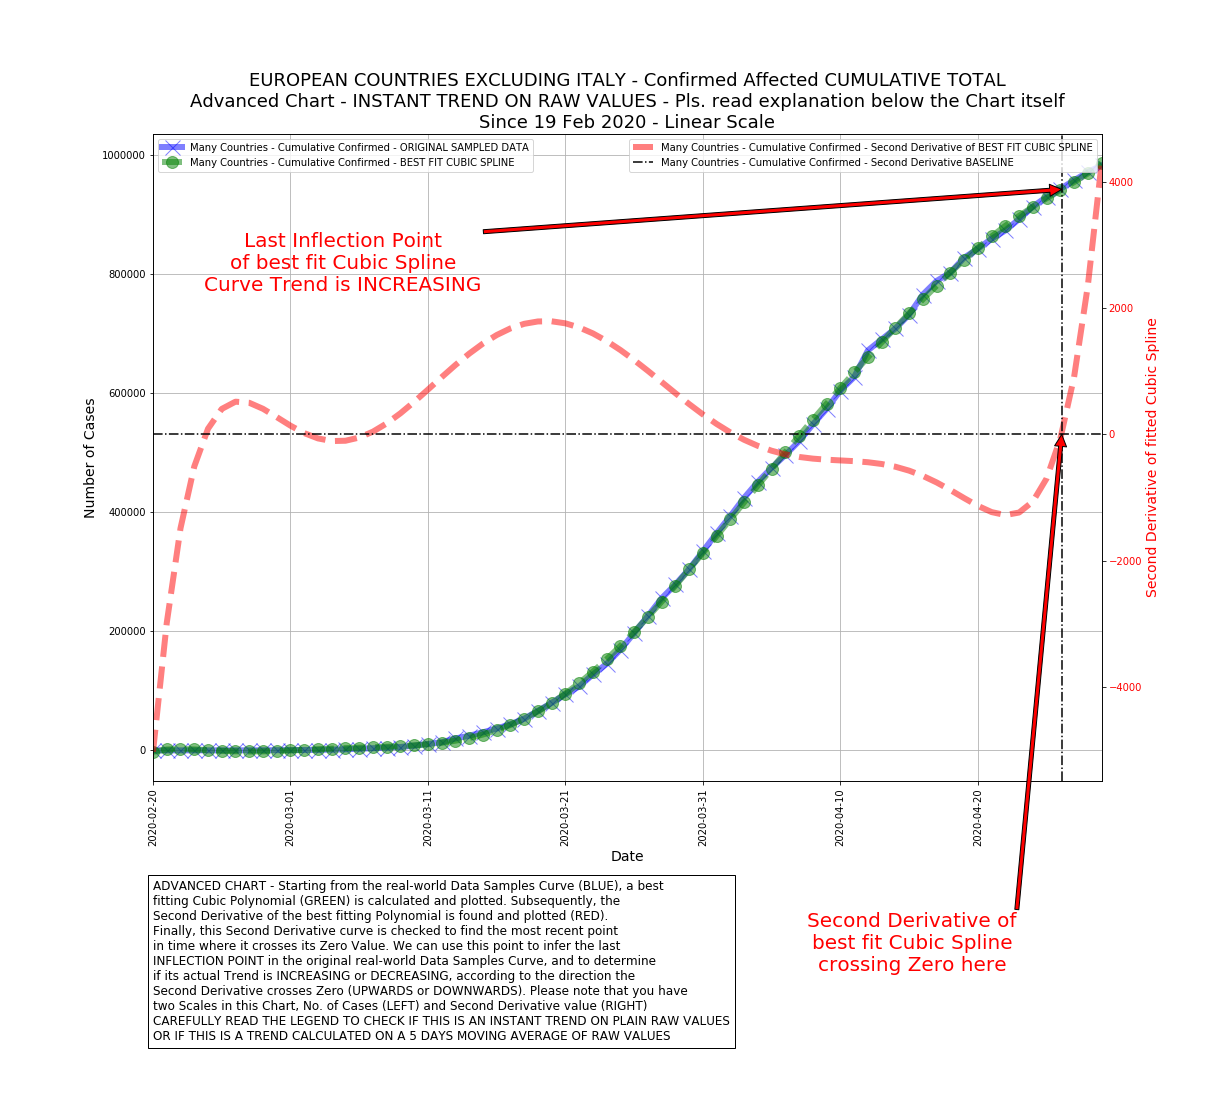 EUROPEAN COUNTRIES EXCLUDING ITALY - Confirmed Affected CUMULATIVE TOTAL
Advanced Chart - INSTANT TREND ON RAW VALUES - Pls. read explanation below the Chart itself
Since 19 Feb 2020 - Linear Scale
Many Countries - Cumulative Confirmed - ORIGINAL SAMPLED DATA
Many Countries - Cumulative Confirmed - BEST FIT CUBIC SPLINE
Many Countries - Cumulative Confirmed - Second Derivative of BEST FIT CUBIC SPLINE
Many Countries - Cumulative Confirmed - Second Derivative BASELINE
Last Inflection Point
of best fit Cubic Spline
Curve Trend is INCREASING
Number of Cases
1000000
800000
600000
400000
200000
0
4000
2000
0
−2000
−4000
Second Derivative of fitted Cubic Spline
2020-02-20
2020-03-01
2020-03-11
2020-03-21
2020-03-31
2020-04-10
2020-04-20
Date
ADVANCED CHART - Starting from the real-world Data Samples Curve (BLUE), a best
fitting Cubic Polynomial (GREEN) is calculated and plotted. Subsequently, the
Second Derivative of the best fitting Polynomial is found and plotted (RED).
Finally, this Second Derivative curve is checked to find the most recent point
in time where it crosses its Zero Value. We can use this point to infer the last
INFLECTION POINT in the original real-world Data Samples Curve, and to determine
if its actual Trend is INCREASING or DECREASING, according to the direction the
Second Derivative crosses Zero (UPWARDS or DOWNWARDS). Please note that you have
two Scales in this Chart, No. of Cases (LEFT) and Second Derivative value (RIGHT)
CAREFULLY READ THE LEGEND TO CHECK IF THIS IS AN INSTANT TREND ON PLAIN RAW VALUES
OR IF THIS IS A TREND CALCULATED ON A 5 DAYS MOVING AVERAGE OF RAW VALUES
Second Derivative of
best fit Cubic Spline
crossing Zero here